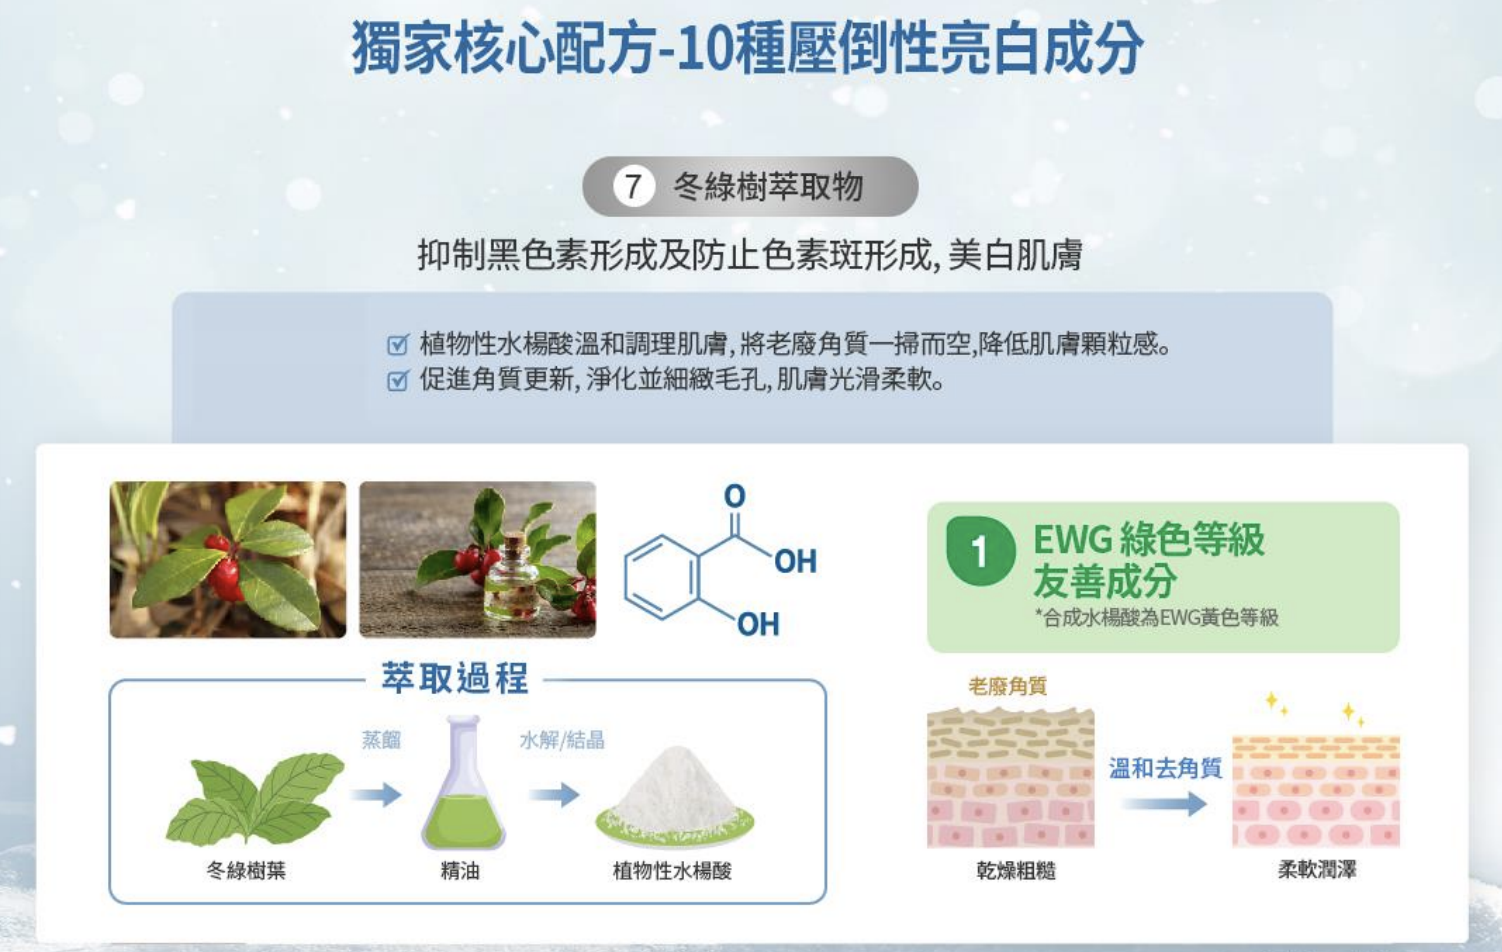 獨家核心配方-10種壓倒性亮白成分
7 冬綠樹萃取物
抑制黑色素形成及防止色素斑形成, 美白肌膚
植物性水楊酸溫和調理肌膚, 將老廢角質一掃而空,降低肌膚顆粒感。
促進角質更新, 淨化並細緻毛孔, 肌膚光滑柔軟。
O
OH
OH
1
EWG 綠色等級
友善成分
*合成水楊酸為EWG黃色等級
萃取過程
蒸餾
水解/結晶
冬綠樹葉
精油
植物性水楊酸
老廢角質
溫和去角質
乾燥粗糙
柔軟潤澤